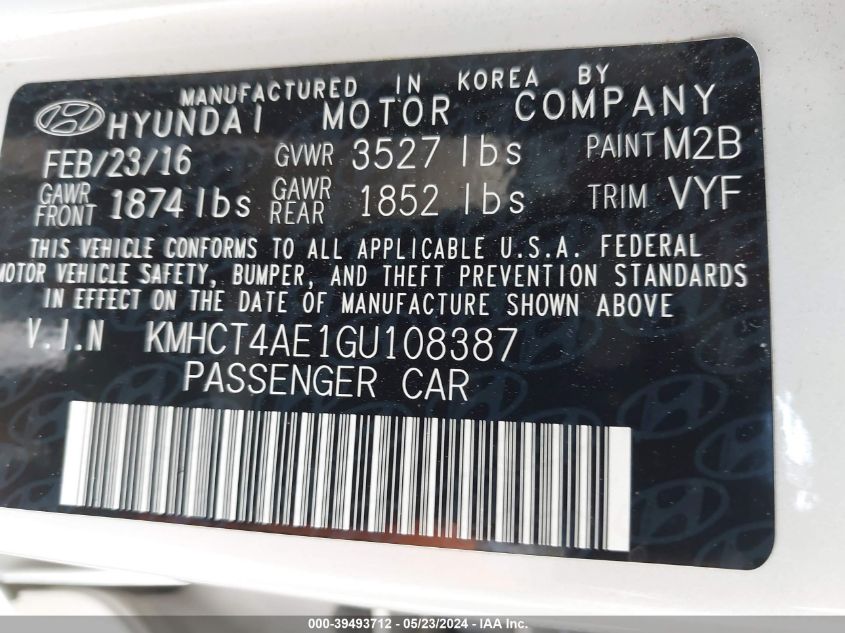 MANUFACTURED IN KOREA BY
HYUNDAI MOTOR COMPANY
FEB/23/16 GVWR 3527 lbs PAINT M2B
GAWR FRONT 1874 lbs GAWR REAR 1852 lbs TRIM VYF
THIS VEHICLE CONFORMS TO ALL APPLICABLE U.S.A. FEDERAL
MOTOR VEHICLE SAFETY, BUMPER, AND THEFT PREVENTION STANDARDS
IN EFFECT ON THE DATE OF MANUFACTURE SHOWN ABOVE
V.I.N KMHCT4AE1GU108387
PASSENGER CAR
000-39493712 - 05/23/2024 - IAA Inc.